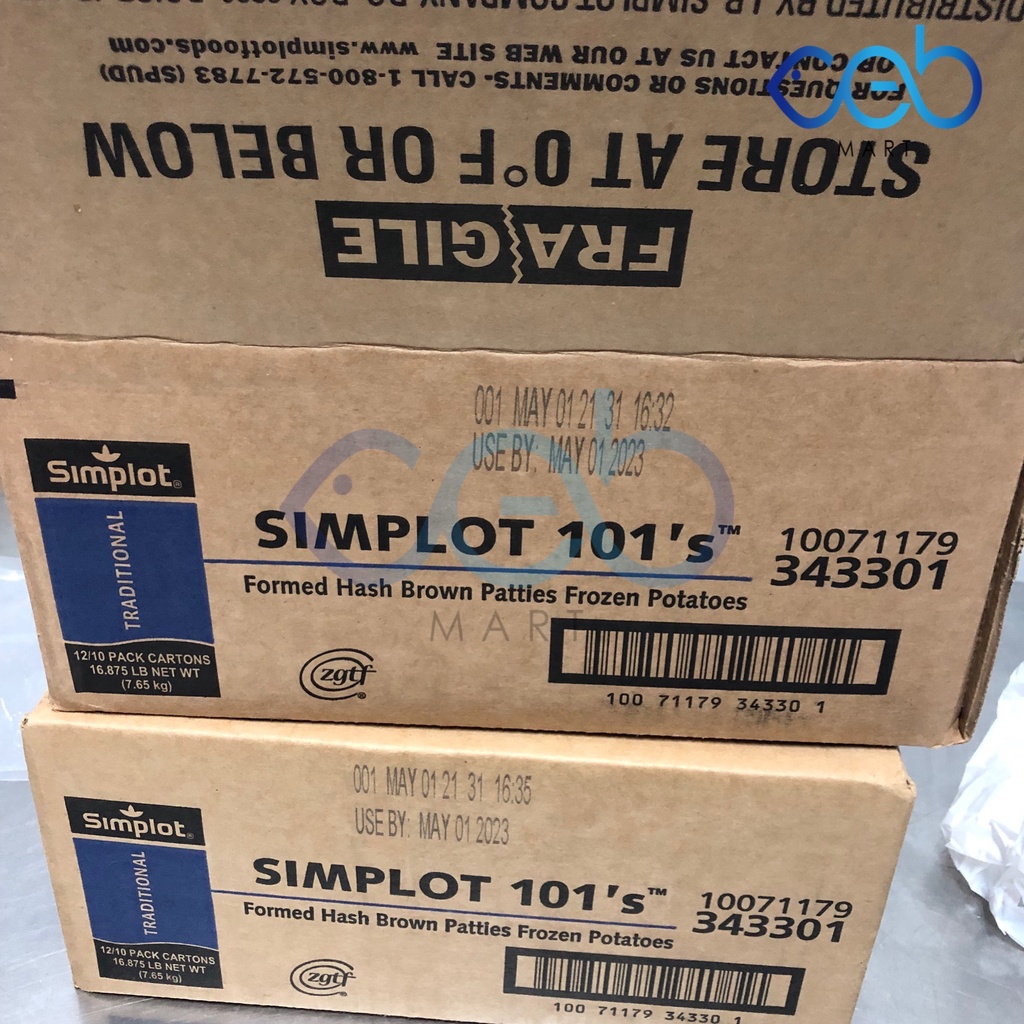 DISTRIBUTED BY J.R. SIMPLOT COMPANY
FOR QUESTIONS OR COMMENTS- CALL 1-800-572-7783 (SPUD)
OR CONTACT US AT OUR WEB SITE www.simplotfoods.com
STORE AT 0°F OR BELOW
FRAGILE
ceb
MART
001 MAY 01 21 31 16:32
USE BY: MAY 01 2023
Simplot®
TRADITIONAL
12/10 PACK CARTONS
16.875 LB NET WT
(7.65 kg)
SIMPLOT 101's™
Formed Hash Brown Patties Frozen Potatoes
10071179
343301
zgtf®
100 71179 34330 1
ceb
MART
001 MAY 01 21 31 16:35
USE BY: MAY 01 2023
Simplot®
TRADITIONAL
12/10 PACK CARTONS
16.875 LB NET WT
(7.65 kg)
SIMPLOT 101's™
Formed Hash Brown Patties Frozen Potatoes
10071179
343301
zgtf®
100 71179 34330 1